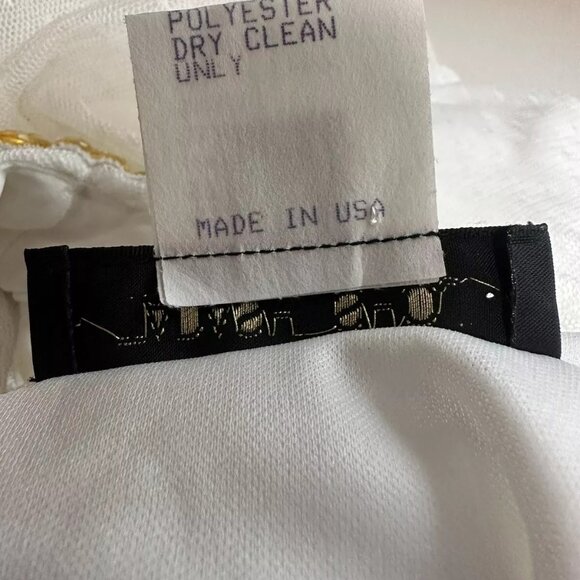 POLYESTER
DRY CLEAN
ONLY
MADE IN USA